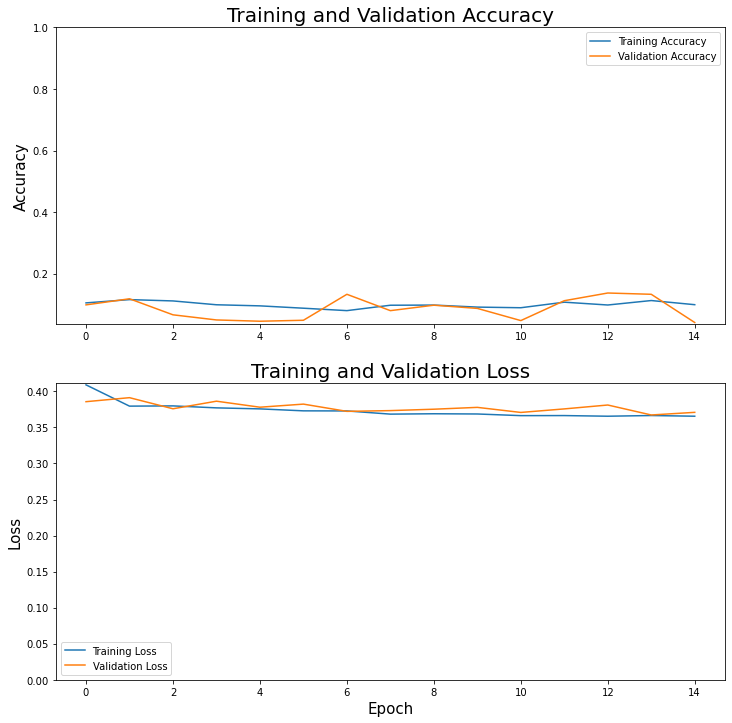 Training and Validation Accuracy
1.0
0.8
0.6
0.4
0.2
Accuracy
Training Accuracy
Validation Accuracy
0 2 4 6 8 10 12 14
Training and Validation Loss
0.40
0.35
0.30
0.25
0.20
0.15
0.10
0.05
0.00
Loss
Training Loss
Validation Loss
0 2 4 6 8 10 12 14
Epoch